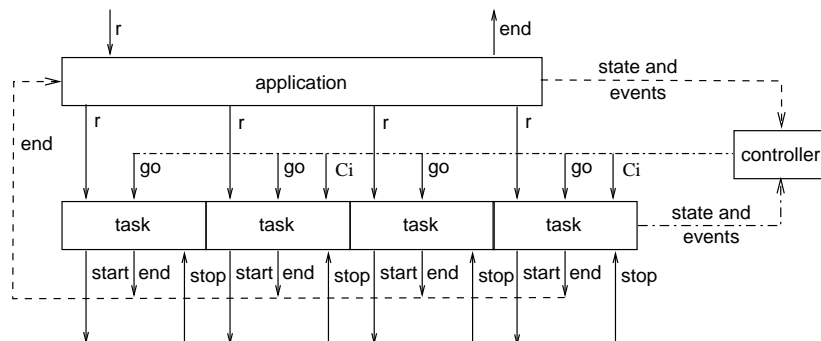 r
end
application
state and
events
r
r
r
r
end
controller
go
go
Ci
go
go
Ci
task
task
task
task
state and
events
start
end
stop
start
end
stop
start
end
stop
start
end
stop